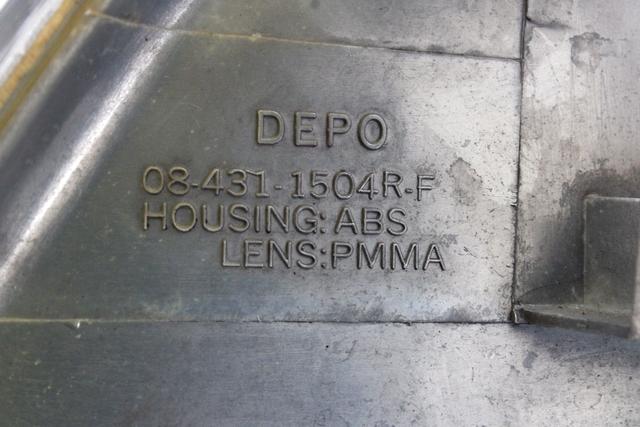 DEPO
08-431-1504R-F
HOUSING: ABS
LENS:PMMA